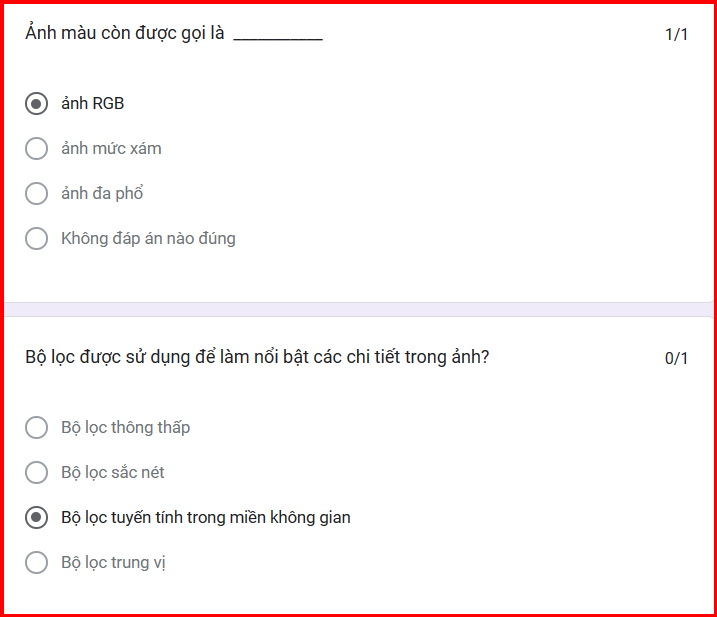 Ảnh màu còn được gọi là ___________ 1/1
ảnh RGB
ảnh mức xám
ảnh đa phổ
Không đáp án nào đúng
Bộ lọc được sử dụng để làm nổi bật các chi tiết trong ảnh? 0/1
Bộ lọc thông thấp
Bộ lọc sắc nét
Bộ lọc tuyến tính trong miền không gian
Bộ lọc trung vị